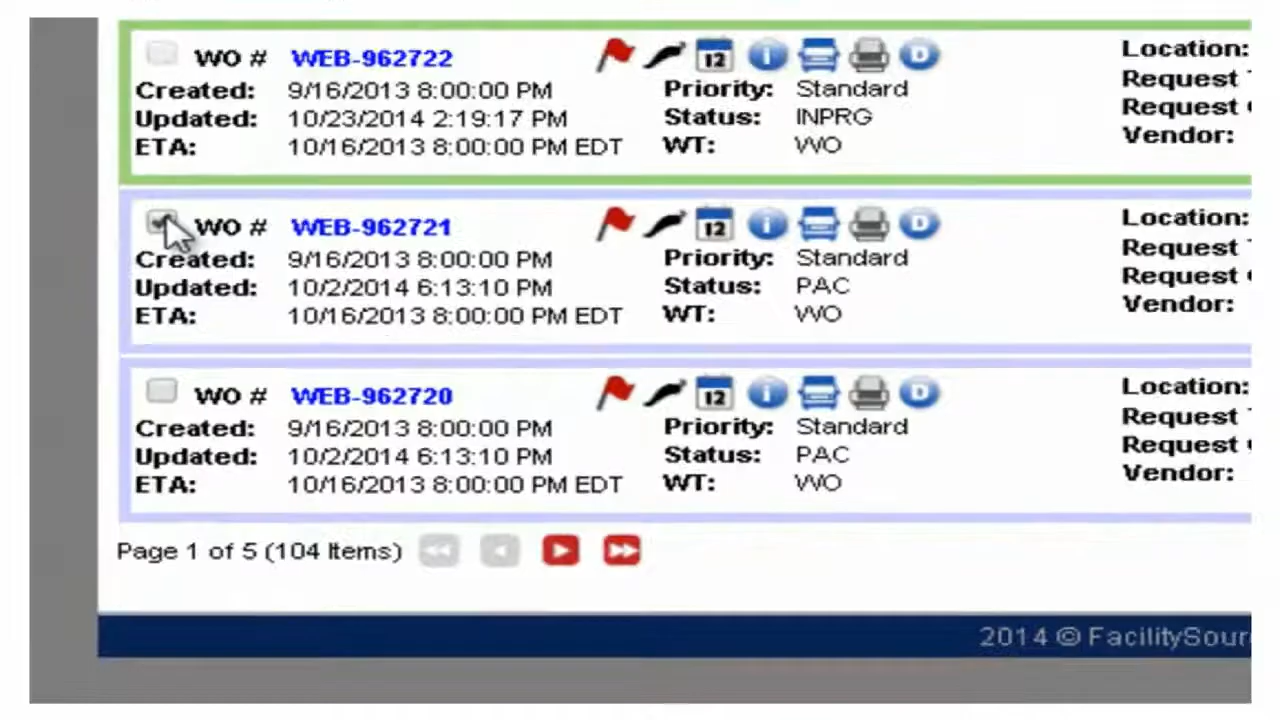 WO # WEB-962722 12 i D Location:
Created: 9/16/2013 8:00:00 PM Priority: Standard Request
Updated: 10/23/2014 2:19:17 PM Status: INPRG Request
ETA: 10/16/2013 8:00:00 PM EDT WT: WO Vendor:
WO # WEB-962721 12 i D Location:
Created: 9/16/2013 8:00:00 PM Priority: Standard Request
Updated: 10/2/2014 6:13:10 PM Status: PAC Request
ETA: 10/16/2013 8:00:00 PM EDT WT: WO Vendor:
WO # WEB-962720 12 i D Location:
Created: 9/16/2013 8:00:00 PM Priority: Standard Request
Updated: 10/2/2014 6:13:10 PM Status: PAC Request
ETA: 10/16/2013 8:00:00 PM EDT WT: WO Vendor:
Page 1 of 5 (104 Items)
2014 © FacilitySour